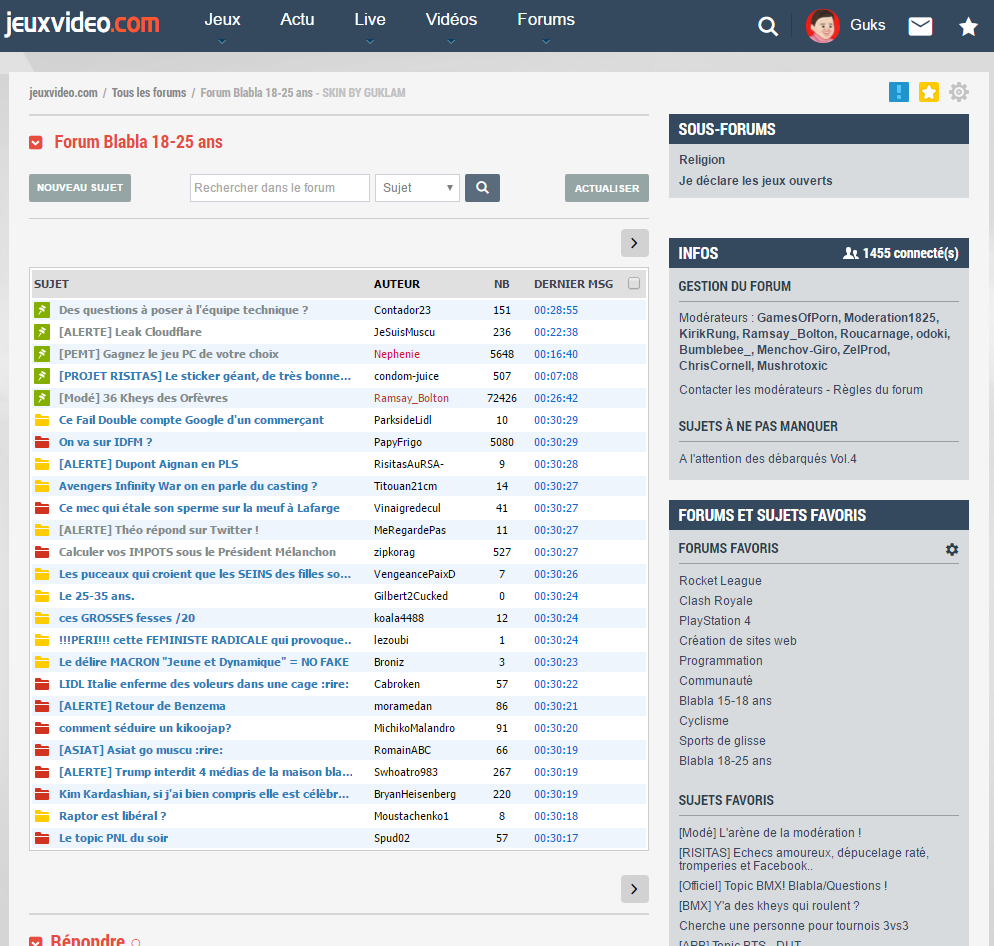 jeuxvideo.com
Jeux Actu Live Vidéos Forums
Guks
jeuxvideo.com / Tous les forums / Forum Blabla 18-25 ans - SKIN BY GUKLAM
Forum Blabla 18-25 ans
NOUVEAU SUJET Rechercher dans le forum Sujet ACTUALISER
SUJET AUTEUR NB DERNIER MSG
Des questions à poser à l'équipe technique ? Contador23 151 00:28:55
[ALERTE] Leak Cloudflare JeSuisMuscu 236 00:22:38
[PEMT] Gagnez le jeu PC de votre choix Nephenie 5648 00:16:40
[PROJET RISITAS] Le sticker géant, de très bonne... condom-juice 507 00:07:08
[Modé] 36 Kheys des Orfèvres Ramsay_Bolton 72426 00:26:42
Ce Fail Double compte Google d'un commerçant ParksideLidl 10 00:30:29
On va sur IDFM ? PapyFrigo 5080 00:30:29
[ALERTE] Dupont Aignan en PLS RisitasAuRSA- 9 00:30:28
Avengers Infinity War on en parle du casting ? Titouan21cm 14 00:30:27
Ce mec qui étale son sperme sur la meuf à Lafarge Vinaigredecul 41 00:30:27
[ALERTE] Théo répond sur Twitter ! MeRegardePas 11 00:30:27
Calculer vos IMPOTS sous le Président Mélanchon zipkorag 527 00:30:27
Les puceaux qui croient que les SEINS des filles so... VengeancePaixD 7 00:30:26
Le 25-35 ans. Gilbert2Cucked 0 00:30:24
ces GROSSES fesses /20 koala4488 12 00:30:24
!!!PERI!!! cette FEMINISTE RADICALE qui provoque.. lezoubi 1 00:30:24
Le délire MACRON "Jeune et Dynamique" = NO FAKE Broniz 3 00:30:23
LIDL Italie enferme des voleurs dans une cage :rire: Cabroken 57 00:30:22
[ALERTE] Retour de Benzema moramedan 86 00:30:21
comment séduire un kikoojap? MichikoMalandro 91 00:30:20
[ASIAT] Asiat go muscu :rire: RomainABC 66 00:30:19
[ALERTE] Trump interdit 4 médias de la maison bla... Swhoatro983 267 00:30:19
Kim Kardashian, si j'ai bien compris elle est célèbr... BryanHeisenberg 220 00:30:19
Raptor est libéral ? Moustachenko1 8 00:30:18
Le topic PNL du soir Spud02 57 00:30:17
Répondre
SOUS-FORUMS
Religion
Je déclare les jeux ouverts
INFOS 1455 connecté(s)
GESTION DU FORUM
Modérateurs : GamesOfPorn, Moderation1825,
KirikRung, Ramsay_Bolton, Roucarnage, odoki,
Bumblebee_, Menchov-Giro, ZelProd,
ChrisCornell, Mushrotoxic
Contacter les modérateurs - Règles du forum
SUJETS À NE PAS MANQUER
A l'attention des débarqués Vol.4
FORUMS ET SUJETS FAVORIS
FORUMS FAVORIS
Rocket League
Clash Royale
PlayStation 4
Création de sites web
Programmation
Communauté
Blabla 15-18 ans
Cyclisme
Sports de glisse
Blabla 18-25 ans
SUJETS FAVORIS
[Modé] L'arène de la modération !
[RISITAS] Echecs amoureux, dépucelage raté,
tromperies et Facebook..
[Officiel] Topic BMX! Blabla/Questions !
[BMX] Y'a des kheys qui roulent ?
Cherche une personne pour tournois 3vs3
Topic BTS - DUT